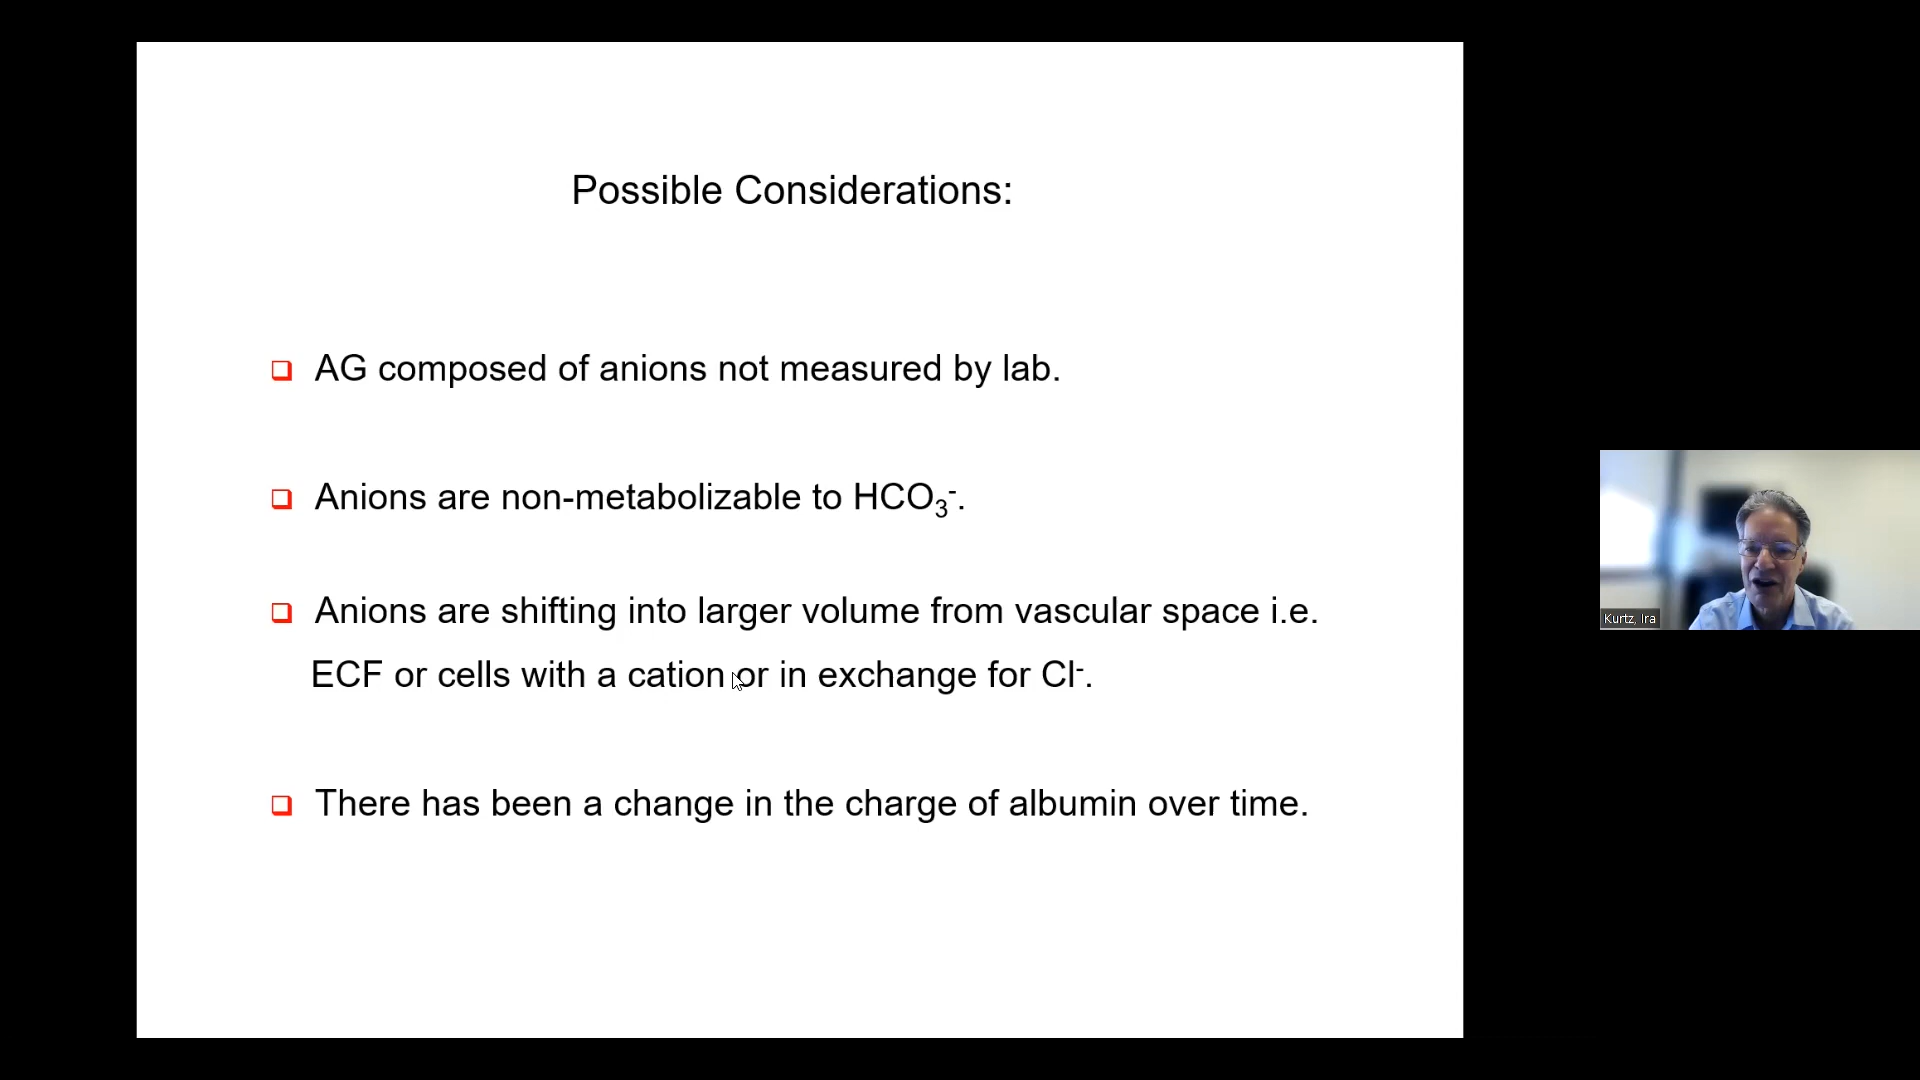 Possible Considerations:
AG composed of anions not measured by lab.
Anions are non-metabolizable to HCO₃⁻.
Anions are shifting into larger volume from vascular space i.e.
ECF or cells with a cation or in exchange for Cl⁻.
There has been a change in the charge of albumin over time.
Kurtz, Ira